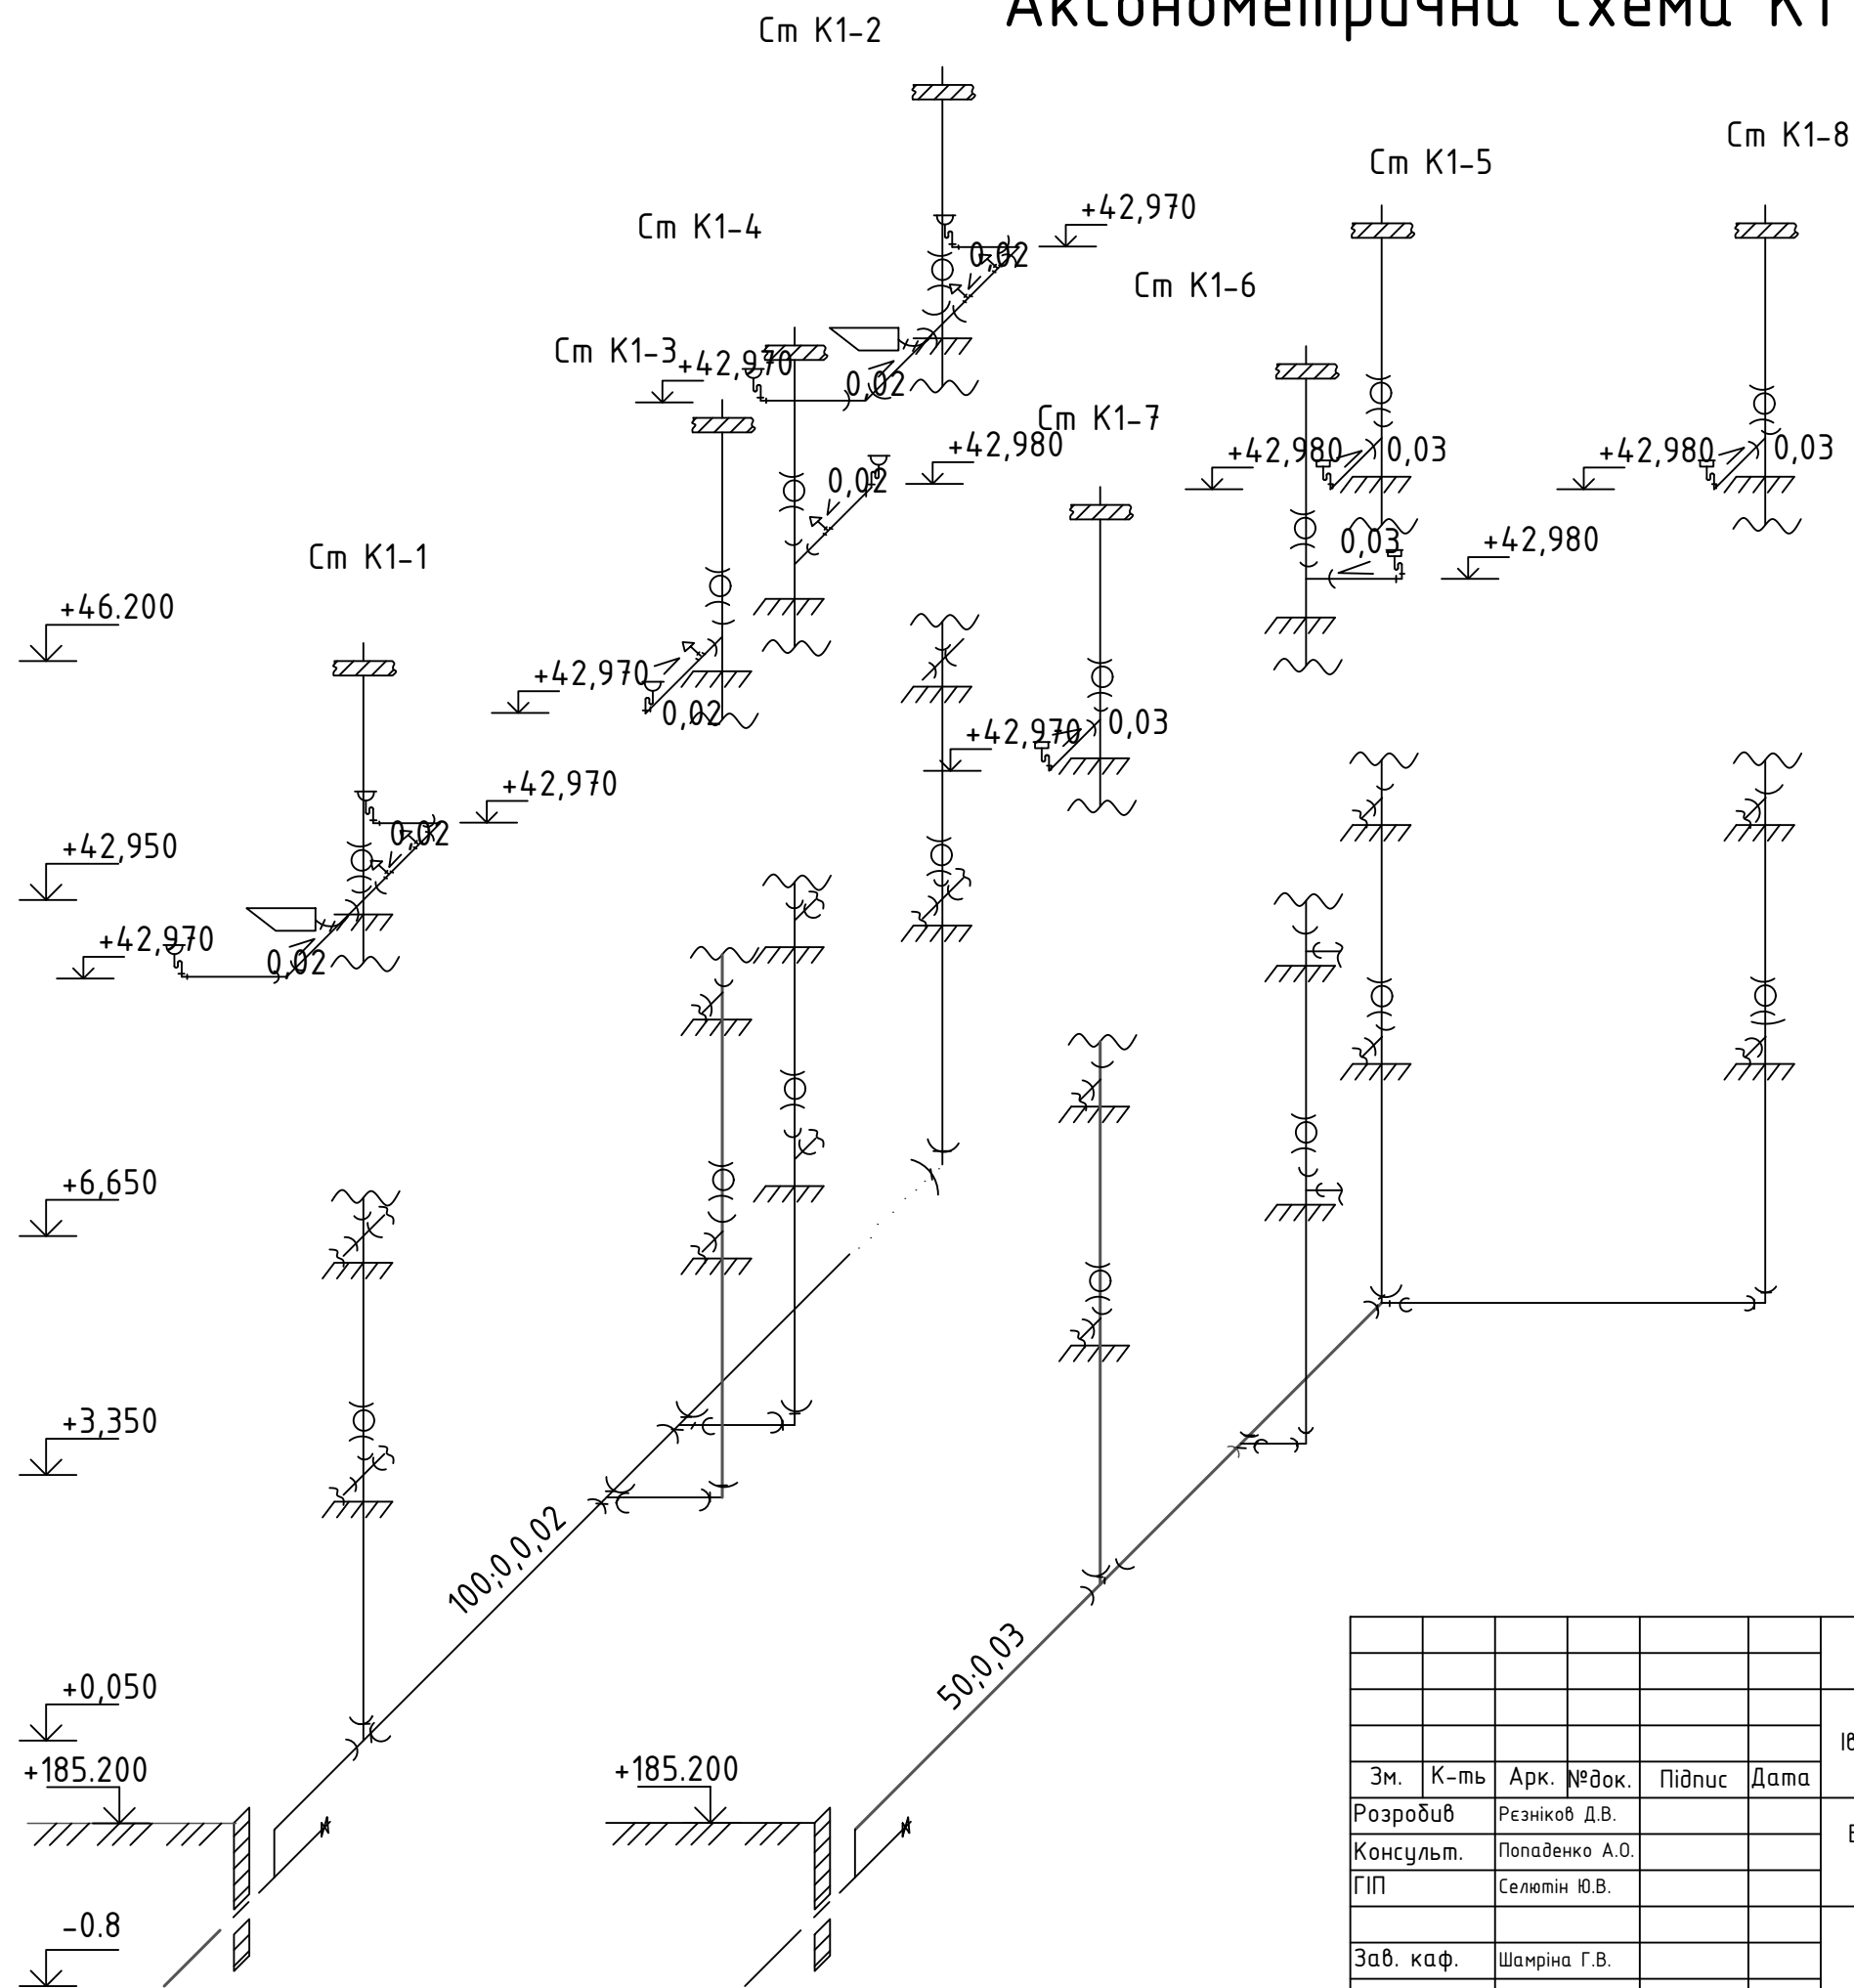 Аксонометричні схеми К1
Ст К1-2
Ст К1-8
Ст К1-5
+42,970
Ст К1-4
0,02
Ст К1-6
Ст К1-3
+42,970
0,02
Ст К1-7
+42,980
0,02
+42,980
0,03
+42,980
0,03
0,03
+42,980
Ст К1-1
+46.200
+42,970
0,02
+42,970
0,03
+42,970
0,02
+42,950
+42,970
0,02
+6,650
+3,350
100;0,0,02
50;0,03
+0,050
+185.200
+185.200
-0.8
Зм. К-ть Арк. №док. Підпис Дата
Розробив Рєзніков Д.В.
Консульт. Попаденко А.О.
ГІП Селютін Ю.В.
Зав. каф. Шамріна Г.В.